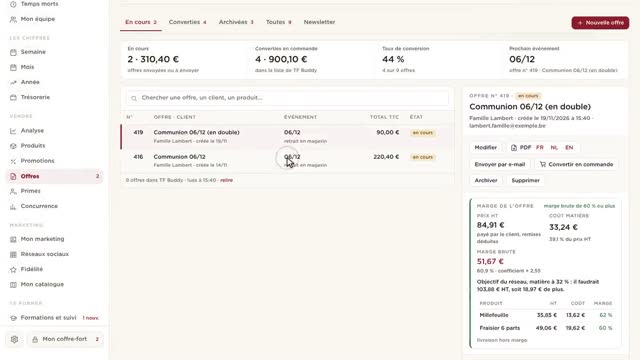 Temps morts
Mon équipe
LES CHIFFRES
Semaine
Mois
Année
Trésorerie
VENDRE
Analyse
Produits
Promotions
Offres 2
Primes
Concurrence
MARKETING
Mon marketing
Réseaux sociaux
Fidélité
Mon catalogue
SE FORMER
Formations et suivi 1 nouv.
Mon coffre-fort 2
En cours 2 Converties 4 Archivées 3 Toutes 9 Newsletter
+ Nouvelle offre
En cours
2 · 310,40 €
offres envoyées ou à envoyer
Converties en commande
4 · 900,10 €
dans la liste de TF Buddy
Taux de conversion
44 %
4 sur 9 offres
Prochain événement
06/12
offre n° 419 · Communion 06/12 (en double)
Chercher une offre, un client, un produit…
N° OFFRE · CLIENT ÉVÉNEMENT TOTAL TTC ÉTAT
419 Communion 06/12 (en double) 06/12 90,00 € en cours
Famille Lambert · créée le 19/11 retrait en magasin
416 Communion 06/12 06/12 220,40 € en cours
Famille Lambert · créée le 14/11 en magasin
9 offres dans TF Buddy · lues à 15:40 · relire
OFFRE N° 419 · en cours
Communion 06/12 (en double)
Famille Lambert · créée le 19/11/2026 à 15:40 ·
lambert.famille@exemple.be
Modifier PDF FR NL EN
Envoyer par e-mail Convertir en commande
Archiver Supprimer
MARGE DE L'OFFRE marge brute de 60 % ou plus
PRIX HT
84,91 €
payé par le client, remises
déduites
COÛT MATIÈRE
33,24 €
39,1 % du prix HT
MARGE BRUTE
51,67 €
60,9 % · coefficient × 2,55
Objectif du réseau, matière à 32 % : il faudrait
103,88 € HT, soit 18,97 € de plus.
PRODUIT HT COÛT MARGE
Millefeuille 35,85 € 13,62 € 62 %
Fraisier 6 parts 49,06 € 19,62 € 60 %
livraison hors marge